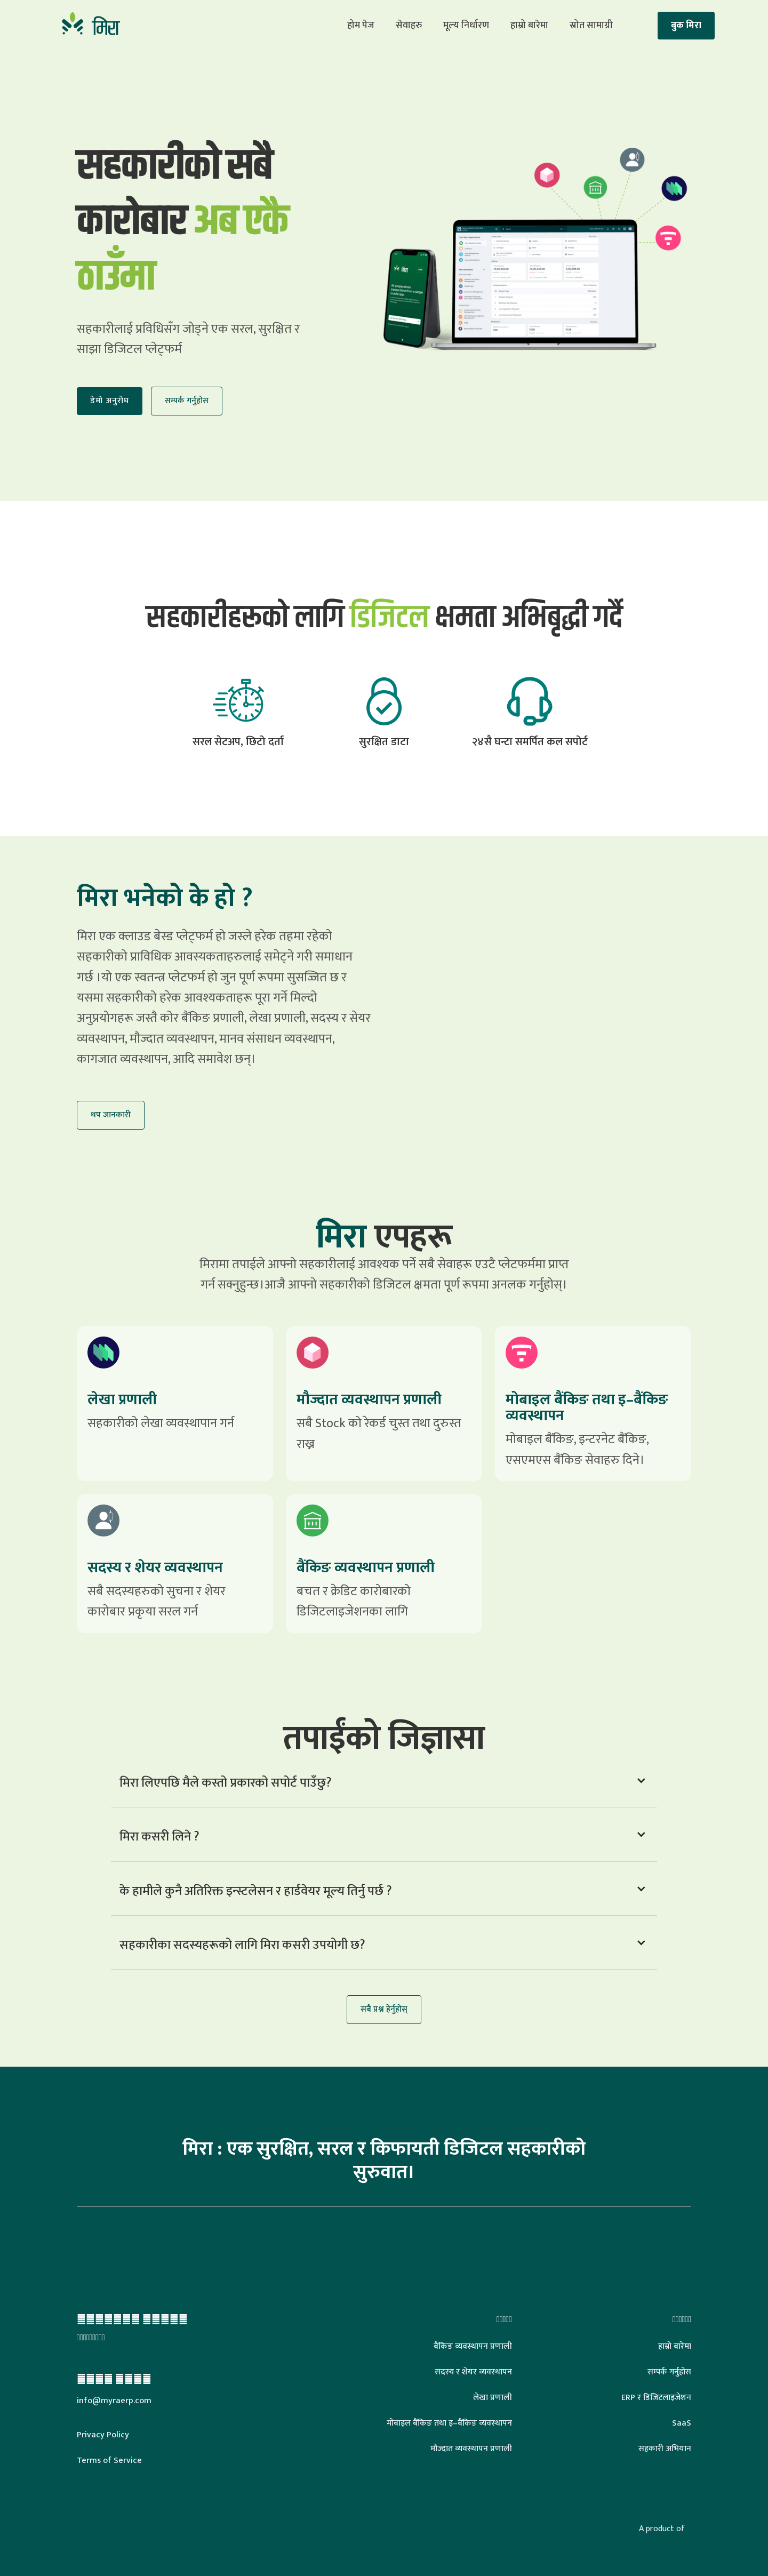 मिरा
होम पेज
सेवाहरु
मूल्य निर्धारण
हाम्रो बारेमा
स्रोत सामाग्री
बुक मिरा
सहकारीको सबै
कारोबार अब एकै
ठाउँमा
सहकारीलाई प्रविधिसँग जोड्ने एक सरल, सुरक्षित र
साझा डिजिटल प्लेट्फर्म
डेमो अनुरोध
सम्पर्क गर्नुहोस
सहकारीहरुको लागि डिजिटल क्षमता अभिबृद्धी गर्दै
सरल सेटअप, छिटो दर्ता
सुरक्षित डाटा
२४सै घन्टा समर्पित कल सपोर्ट
मिरा भनेको के हो ?
मिरा एक क्लाउड बेस्ड प्लेट्फर्म हो जस्ले हरेक तहमा रहेको
सहकारीको प्राविधिक आवस्यकताहरुलाई समेट्ने गरी समाधान
गर्छ ।यो एक स्वतन्त्र प्लेटफर्म हो जुन पूर्ण रूपमा सुसज्जित छ र
यसमा सहकारीको हरेक आवश्यकताहरू पूरा गर्ने मिल्दो
अनुप्रयोगहरू जस्तै कोर बैंकिङ प्रणाली, लेखा प्रणाली, सदस्य र सेयर
व्यवस्थापन, मौज्दात व्यवस्थापन, मानव संसाधन व्यवस्थापन,
कागजात व्यवस्थापन, आदि समावेश छन्।
थप जानकारी
मिरा एपहरू
मिरामा तपाईले आफ्नो सहकारीलाई आवश्यक पर्ने सबै सेवाहरू एउटै प्लेटफर्ममा प्राप्त
गर्न सक्नुहुन्छ।आजै आफ्नो सहकारीको डिजिटल क्षमता पूर्ण रूपमा अनलक गर्नुहोस्।
लेखा प्रणाली
सहकारीको लेखा व्यवस्थापान गर्न
मौज्दात व्यवस्थापन प्रणाली
सबै Stock को रेकर्ड चुस्त तथा दुरुस्त
राख्न
मोबाइल बैंकिङ तथा इ–बैंकिङ
व्यवस्थापन
मोबाइल बैंकिङ, इन्टरनेट बैंकिङ,
एसएमएस बैंकिङ सेवाहरु दिने।
सदस्य र शेयर व्यवस्थापन
सबै सदस्यहरुको सुचना र शेयर
कारोबार प्रकृया सरल गर्न
बैंकिङ व्यवस्थापन प्रणाली
बचत र क्रेडिट कारोबारको
डिजिटलाइजेशनका लागि
तपाईंको जिज्ञासा
मिरा लिएपछि मैले कस्तो प्रकारको सपोर्ट पाउँछु?
मिरा कसरी लिने ?
के हामीले कुनै अतिरिक्त इन्स्टलेसन र हार्डवेयर मूल्य तिर्नु पर्छ ?
सहकारीका सदस्यहरूको लागि मिरा कसरी उपयोगी छ?
सबै प्रश्न हेर्नुहोस्
मिरा : एक सुरक्षित, सरल र किफायती डिजिटल सहकारीको
सुरुवात।
info@myraerp.com
Privacy Policy
Terms of Service
बैंकिङ व्यवस्थापन प्रणाली
सदस्य र शेयर व्यवस्थापन
लेखा प्रणाली
मोबाइल बैंकिङ तथा इ–बैंकिङ व्यवस्थापन
मौज्दात व्यवस्थापन प्रणाली
हाम्रो बारेमा
सम्पर्क गर्नुहोस
ERP र डिजिटलाइजेशन
SaaS
सहकारी अभियान
A product of